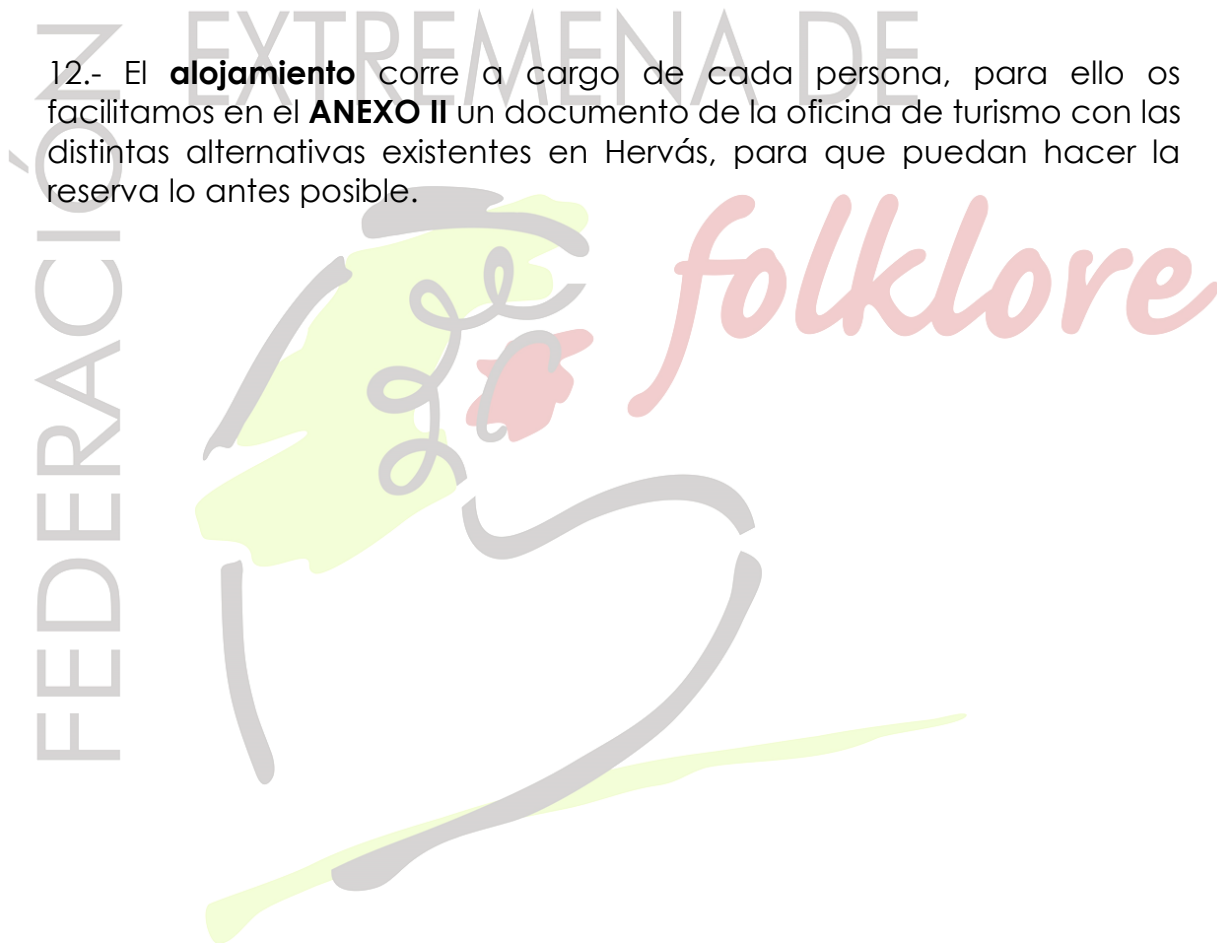 FEDERACIÓN
EXTREMEÑA DE
folklore
12.- El alojamiento corre a cargo de cada persona, para ello os
facilitamos en el ANEXO II un documento de la oficina de turismo con las
distintas alternativas existentes en Hervás, para que puedan hacer la
reserva lo antes posible.